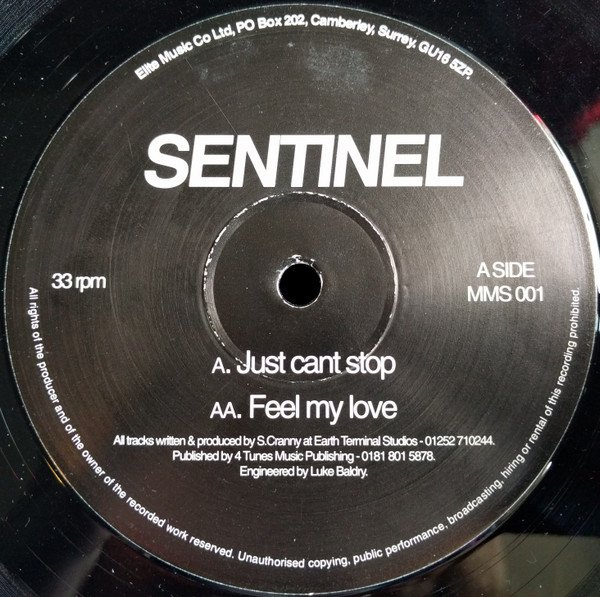 Elite Music Co Ltd, PO Box 202, Camberley, Surrey. GU16 5ZP.
SENTINEL
33 rpm
A SIDE
MMS 001
A. Just cant stop
AA. Feel my love
All tracks written & produced by S.Cranny at Earth Terminal Studios - 01252 710244.
Published by 4 Tunes Music Publishing - 0181 801 5878.
Engineered by Luke Baldry.
All rights of the producer and of the owner of the recorded work reserved. Unauthorised copying, public performance, broadcasting, hiring or rental of this recording prohibited.